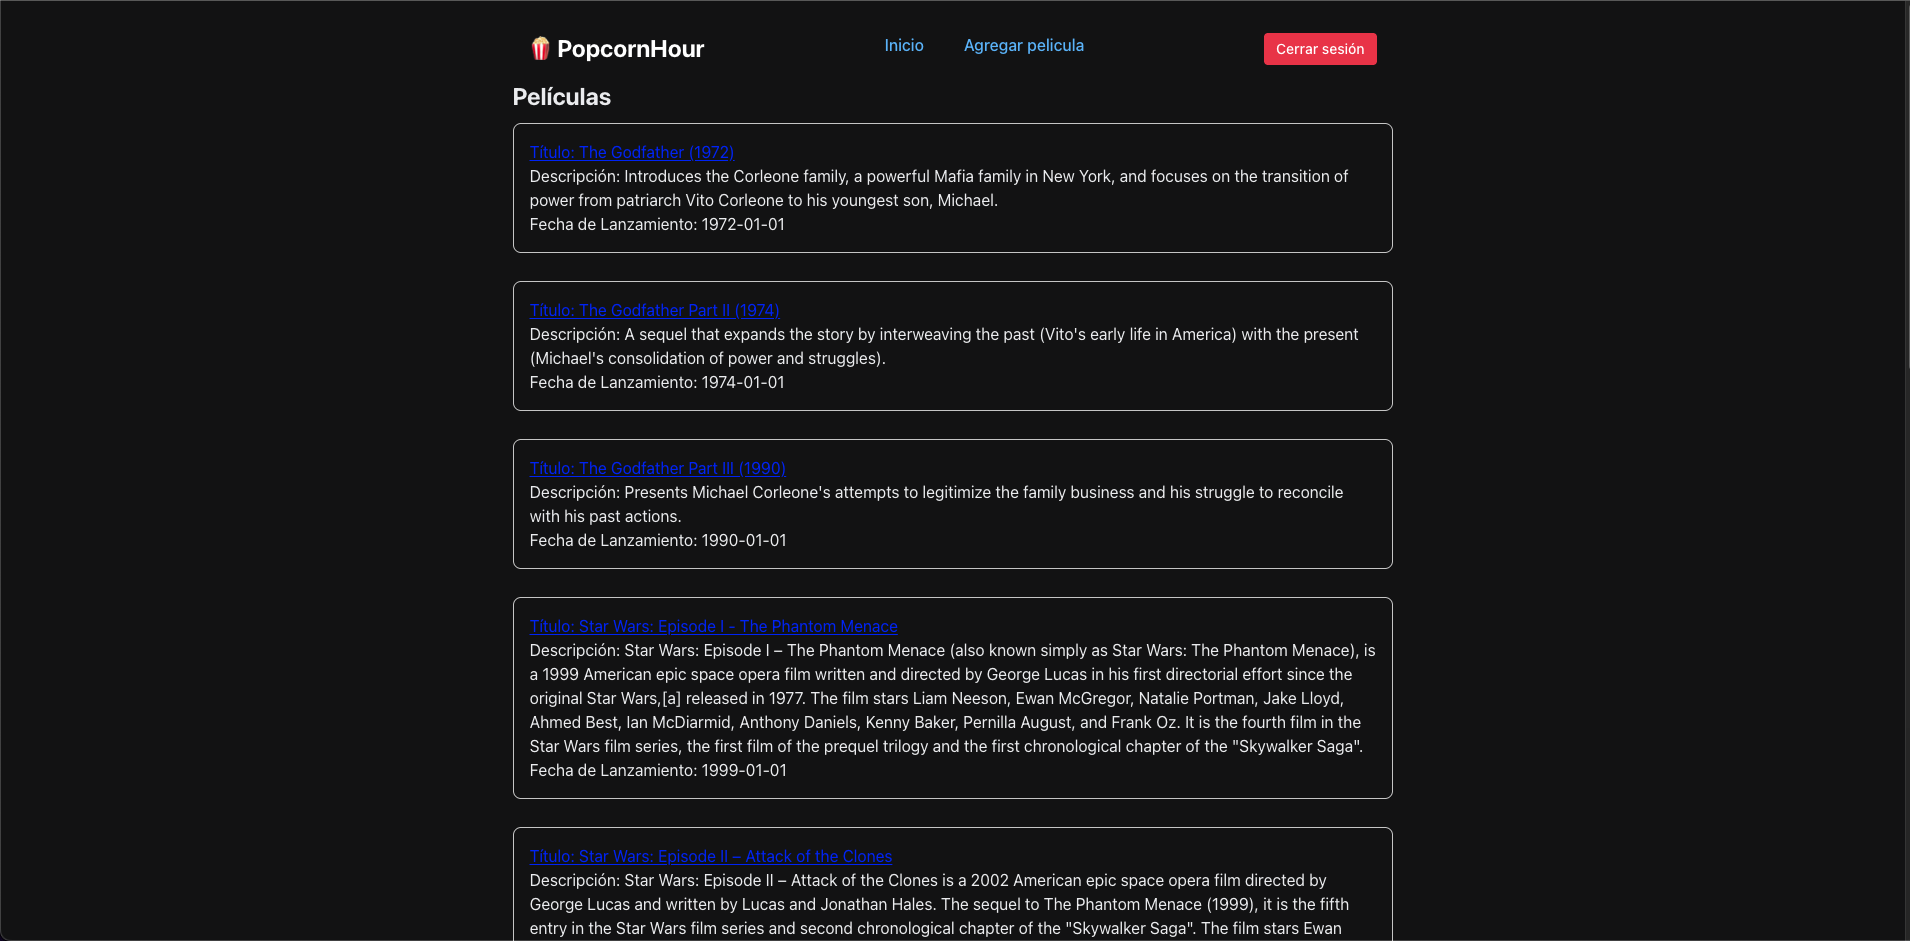 🍿 PopcornHour
Inicio
Agregar pelicula
Cerrar sesión
Películas
Título: The Godfather (1972)
Descripción: Introduces the Corleone family, a powerful Mafia family in New York, and focuses on the transition of
power from patriarch Vito Corleone to his youngest son, Michael.
Fecha de Lanzamiento: 1972-01-01
Título: The Godfather Part II (1974)
Descripción: A sequel that expands the story by interweaving the past (Vito's early life in America) with the present
(Michael's consolidation of power and struggles).
Fecha de Lanzamiento: 1974-01-01
Título: The Godfather Part III (1990)
Descripción: Presents Michael Corleone's attempts to legitimize the family business and his struggle to reconcile
with his past actions.
Fecha de Lanzamiento: 1990-01-01
Título: Star Wars: Episode I - The Phantom Menace
Descripción: Star Wars: Episode I – The Phantom Menace (also known simply as Star Wars: The Phantom Menace), is
a 1999 American epic space opera film written and directed by George Lucas in his first directorial effort since the
original Star Wars,[a] released in 1977. The film stars Liam Neeson, Ewan McGregor, Natalie Portman, Jake Lloyd,
Ahmed Best, Ian McDiarmid, Anthony Daniels, Kenny Baker, Pernilla August, and Frank Oz. It is the fourth film in the
Star Wars film series, the first film of the prequel trilogy and the first chronological chapter of the "Skywalker Saga".
Fecha de Lanzamiento: 1999-01-01
Título: Star Wars: Episode II – Attack of the Clones
Descripción: Star Wars: Episode II – Attack of the Clones is a 2002 American epic space opera film directed by
George Lucas and written by Lucas and Jonathan Hales. The sequel to The Phantom Menace (1999), it is the fifth
entry in the Star Wars film series and second chronological chapter of the "Skywalker Saga". The film stars Ewan